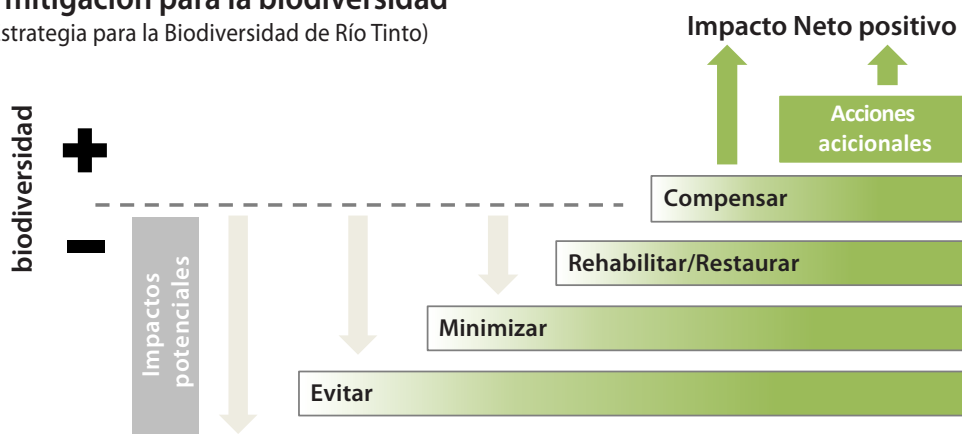 mitigación para la biodiversidad
strategia para la Biodiversidad de Río Tinto)
Impacto Neto positivo
biodiversidad
Acciones
acicionales
Compensar
Rehabilitar/Restaurar
Impactos
potenciales
Minimizar
Evitar